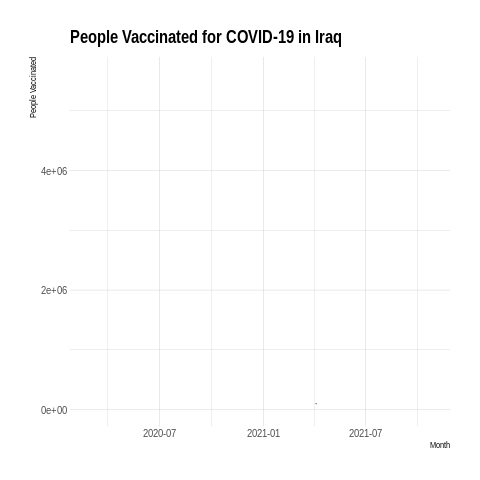 People Vaccinated for COVID-19 in Iraq
People Vaccinated
4e+06
2e+06
0e+00
2020-07 2021-01 2021-07
Month